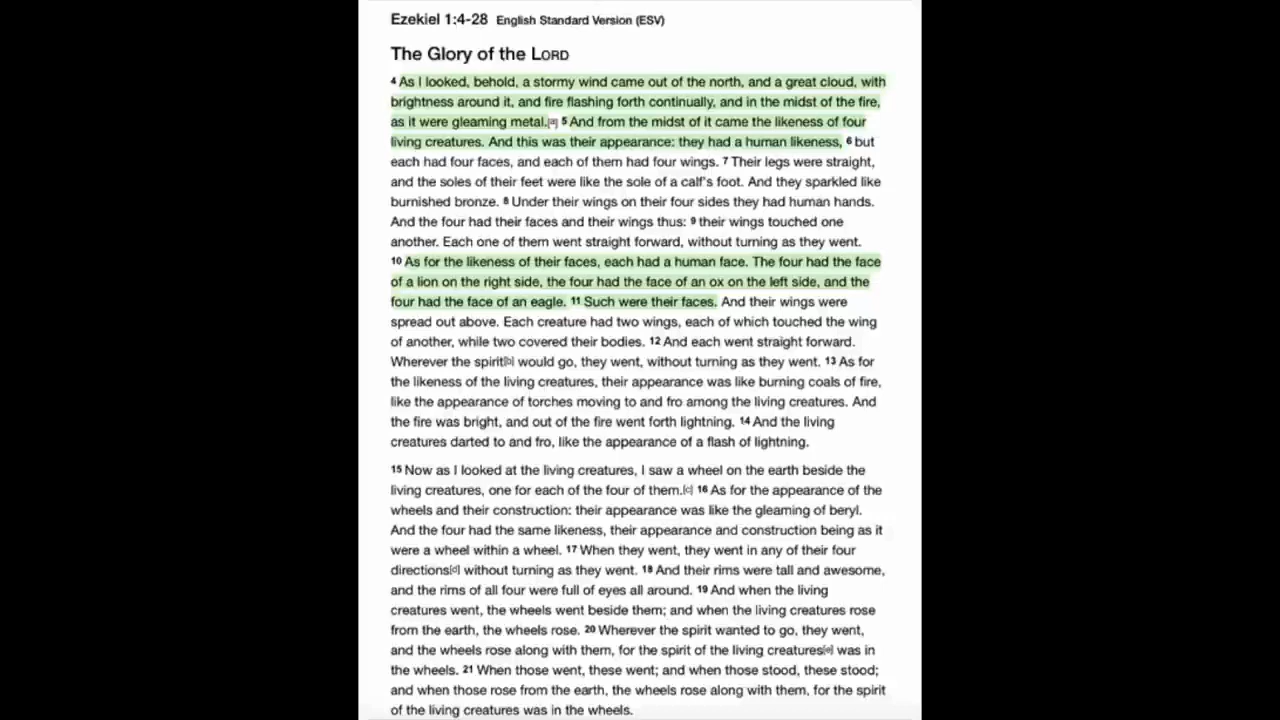 Ezekiel 1:4-28 English Standard Version (ESV)
The Glory of the LORD
4 As I looked, behold, a stormy wind came out of the north, and a great cloud, with
brightness around it, and fire flashing forth continually, and in the midst of the fire,
as it were gleaming metal.[a] 5 And from the midst of it came the likeness of four
living creatures. And this was their appearance: they had a human likeness, 6 but
each had four faces, and each of them had four wings. 7 Their legs were straight,
and the soles of their feet were like the sole of a calf's foot. And they sparkled like
burnished bronze. 8 Under their wings on their four sides they had human hands.
And the four had their faces and their wings thus: 9 their wings touched one
another. Each one of them went straight forward, without turning as they went.
10 As for the likeness of their faces, each had a human face. The four had the face
of a lion on the right side, the four had the face of an ox on the left side, and the
four had the face of an eagle. 11 Such were their faces. And their wings were
spread out above. Each creature had two wings, each of which touched the wing
of another, while two covered their bodies. 12 And each went straight forward.
Wherever the spirit[b] would go, they went, without turning as they went. 13 As for
the likeness of the living creatures, their appearance was like burning coals of fire,
like the appearance of torches moving to and fro among the living creatures. And
the fire was bright, and out of the fire went forth lightning. 14 And the living
creatures darted to and fro, like the appearance of a flash of lightning.
15 Now as I looked at the living creatures, I saw a wheel on the earth beside the
living creatures, one for each of the four of them.[c] 16 As for the appearance of the
wheels and their construction: their appearance was like the gleaming of beryl.
And the four had the same likeness, their appearance and construction being as it
were a wheel within a wheel. 17 When they went, they went in any of their four
directions[d] without turning as they went. 18 And their rims were tall and awesome,
and the rims of all four were full of eyes all around. 19 And when the living
creatures went, the wheels went beside them; and when the living creatures rose
from the earth, the wheels rose. 20 Wherever the spirit wanted to go, they went,
and the wheels rose along with them, for the spirit of the living creatures[e] was in
the wheels. 21 When those went, these went; and when those stood, these stood;
and when those rose from the earth, the wheels rose along with them, for the spirit
of the living creatures was in the wheels.